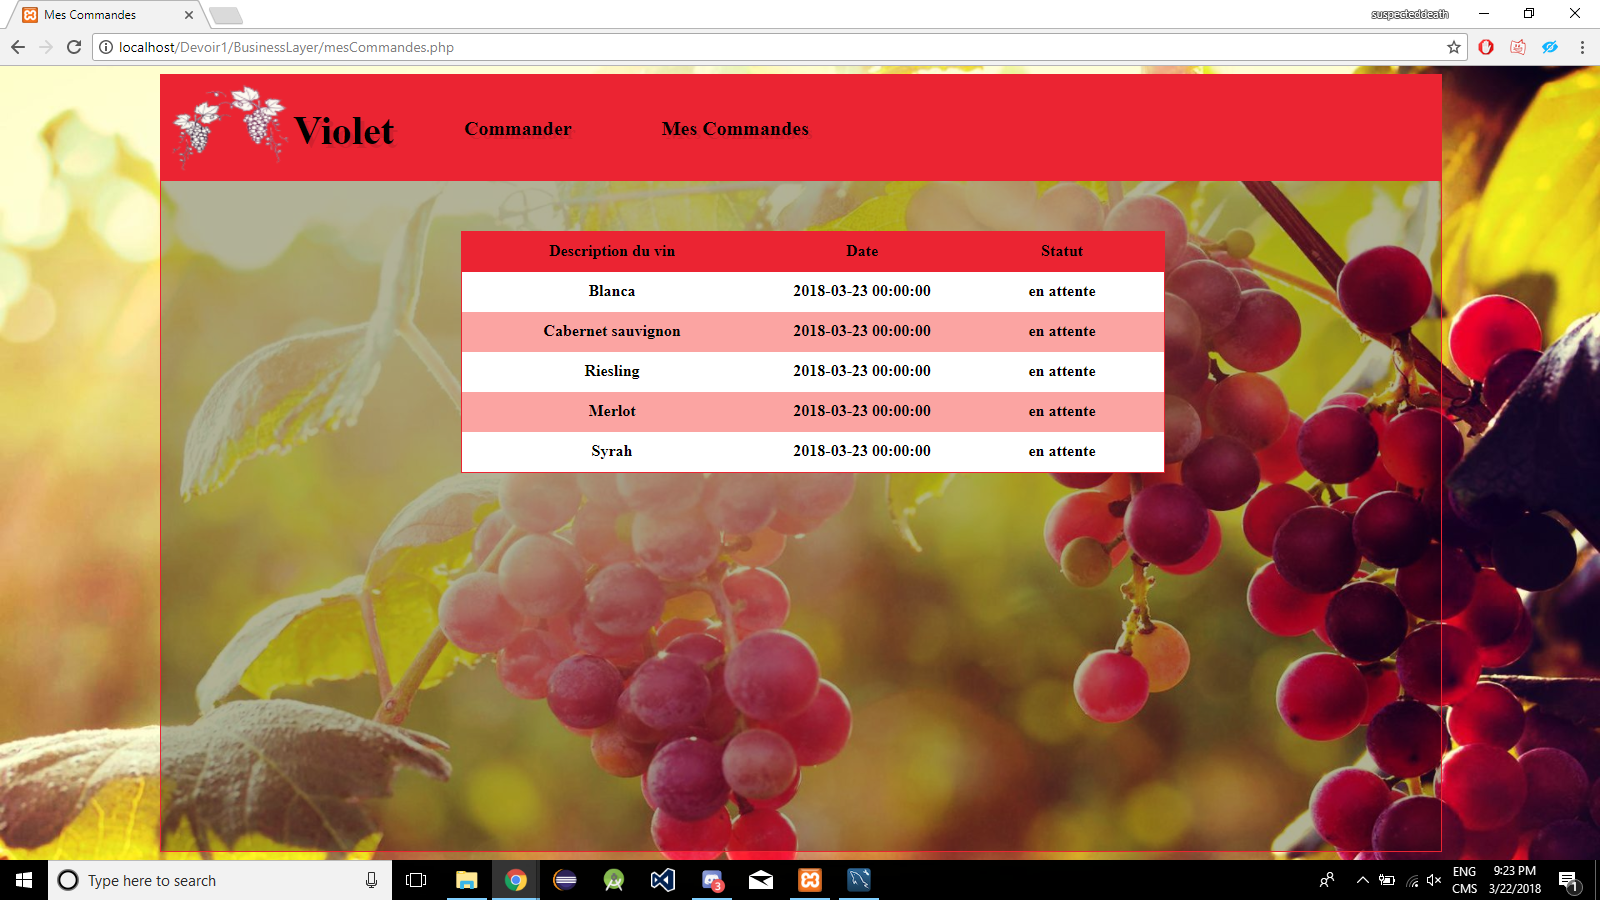 Mes Commandes
suspecteddeath
localhost/Devoir1/BusinessLayer/mesCommandes.php
Violet Commander Mes Commandes
Description du vin Date Statut
Blanca 2018-03-23 00:00:00 en attente
Cabernet sauvignon 2018-03-23 00:00:00 en attente
Riesling 2018-03-23 00:00:00 en attente
Merlot 2018-03-23 00:00:00 en attente
Syrah 2018-03-23 00:00:00 en attente
Type here to search
3
ENG
CMS
9:23 PM
3/22/2018
1